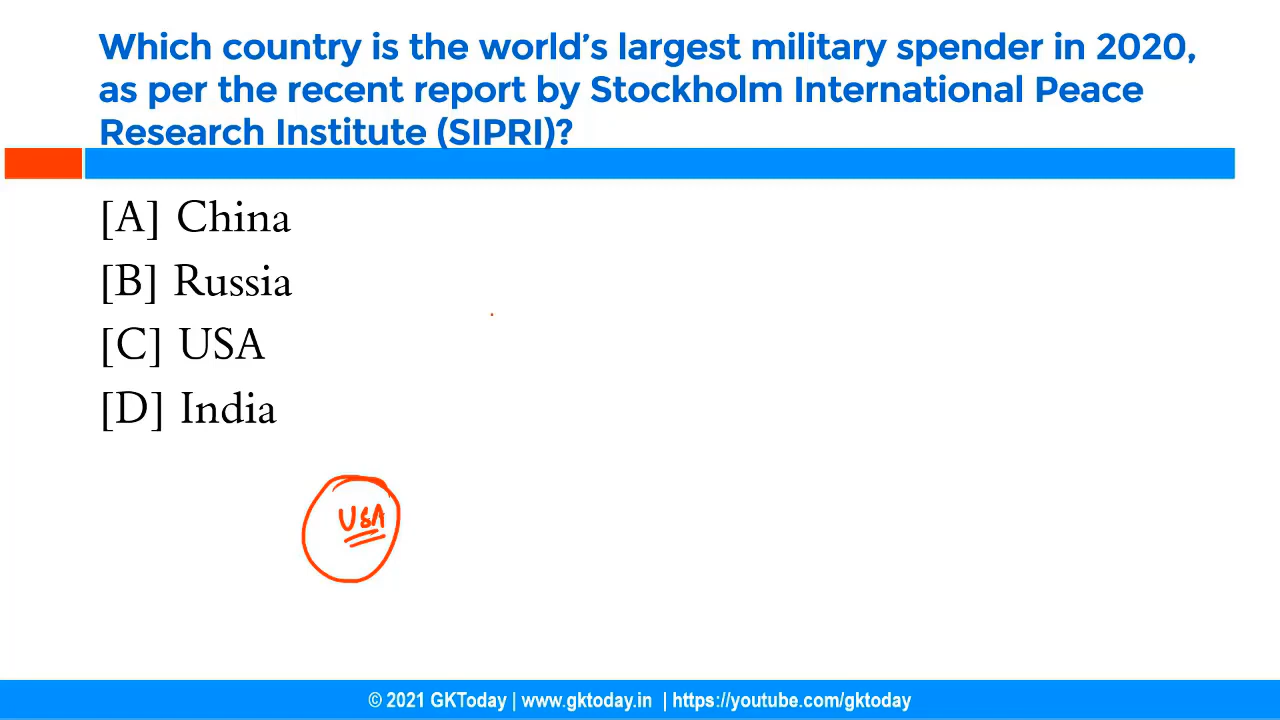 Which country is the world’s largest military spender in 2020,
as per the recent report by Stockholm International Peace
Research Institute (SIPRI)?
[A] China
[B] Russia
[C] USA
[D] India
USA
© 2021 GKToday | www.gktoday.in | https://youtube.com/gktoday